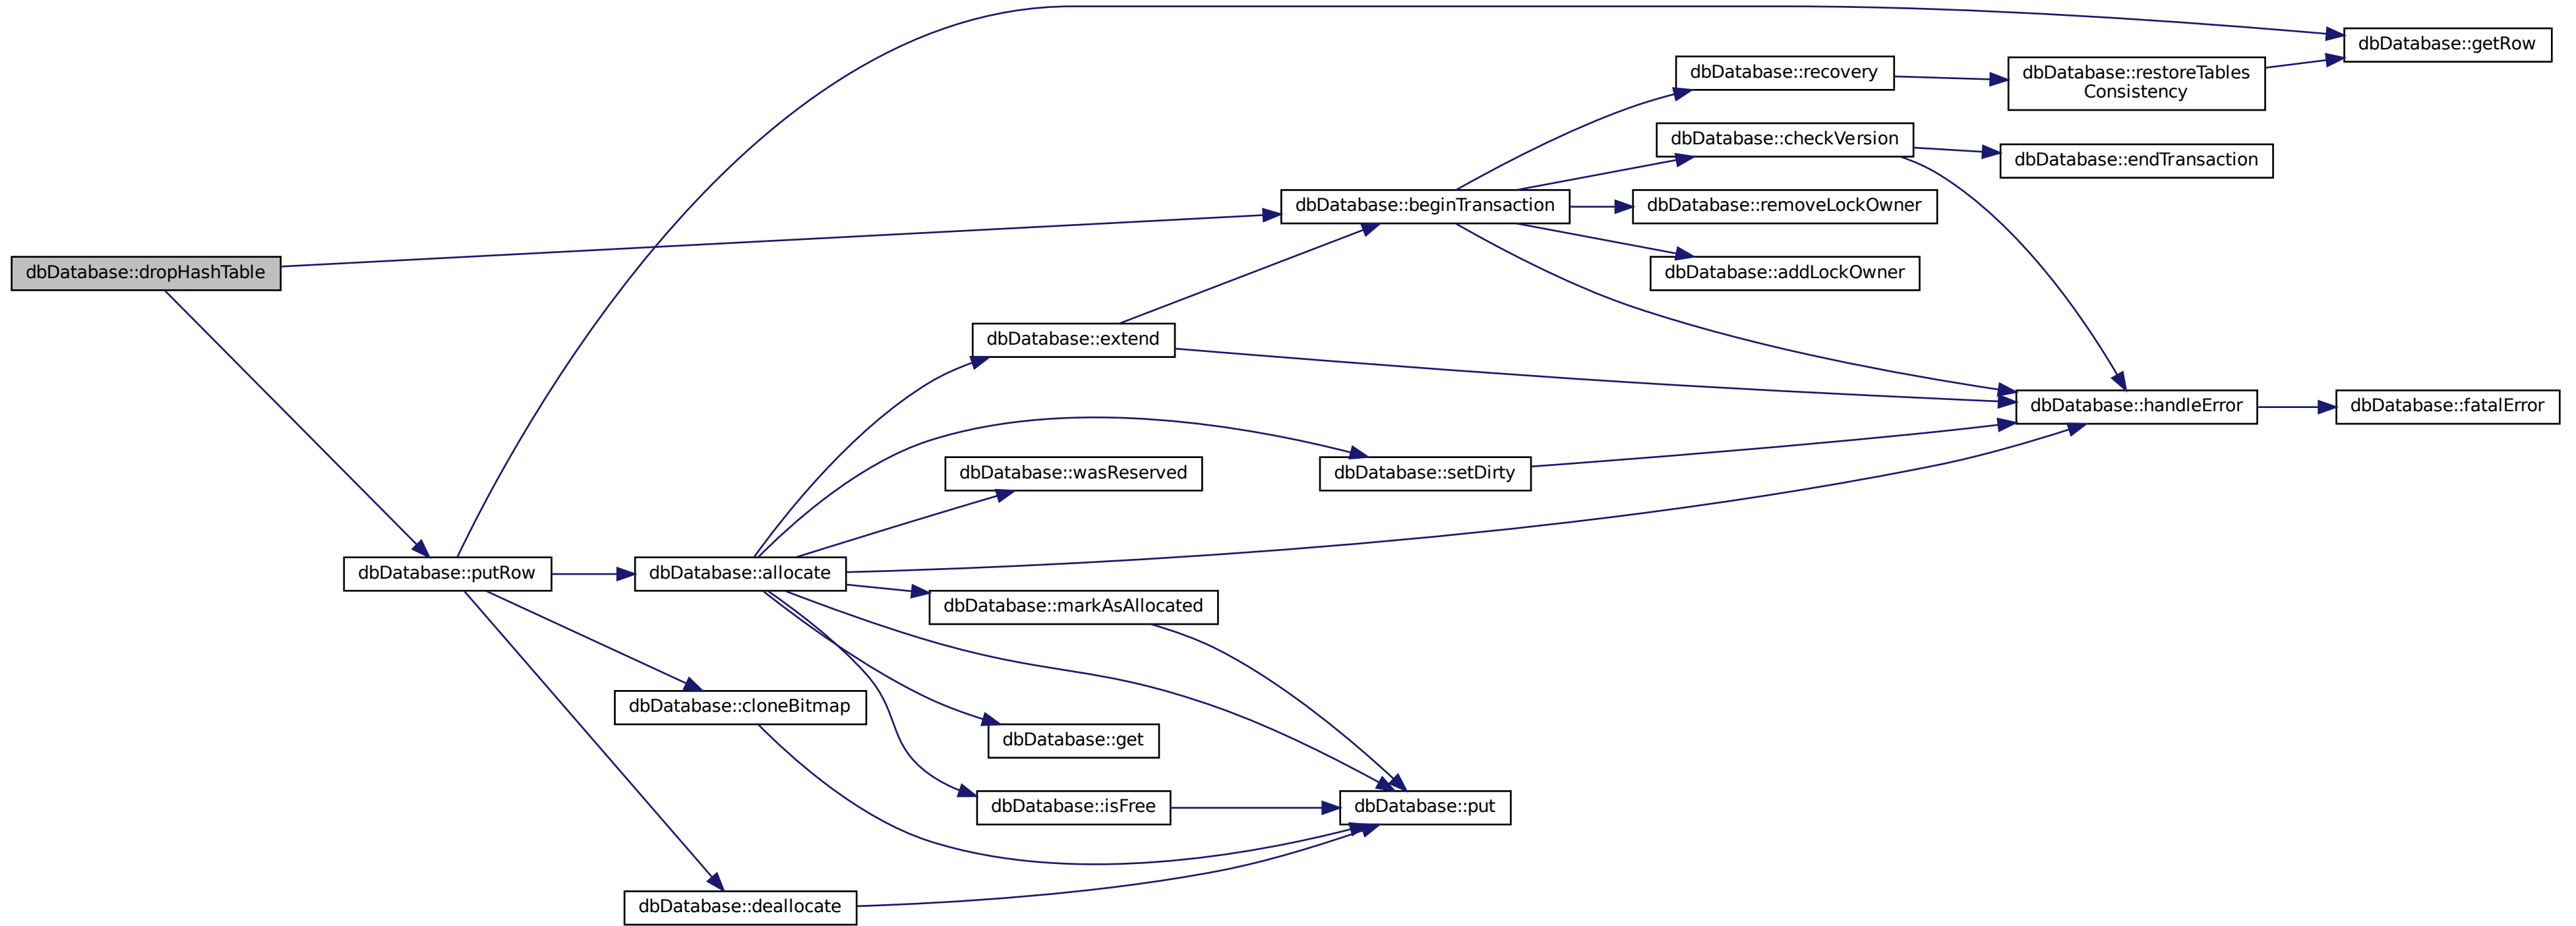 dbDatabase::getRow
dbDatabase::recovery
dbDatabase::restoreTables
Consistency
dbDatabase::checkVersion
dbDatabase::endTransaction
dbDatabase::beginTransaction
dbDatabase::removeLockOwner
dbDatabase::dropHashTable
dbDatabase::addLockOwner
dbDatabase::extend
dbDatabase::handleError
dbDatabase::fatalError
dbDatabase::wasReserved
dbDatabase::setDirty
dbDatabase::putRow
dbDatabase::allocate
dbDatabase::markAsAllocated
dbDatabase::cloneBitmap
dbDatabase::get
dbDatabase::isFree
dbDatabase::put
dbDatabase::deallocate